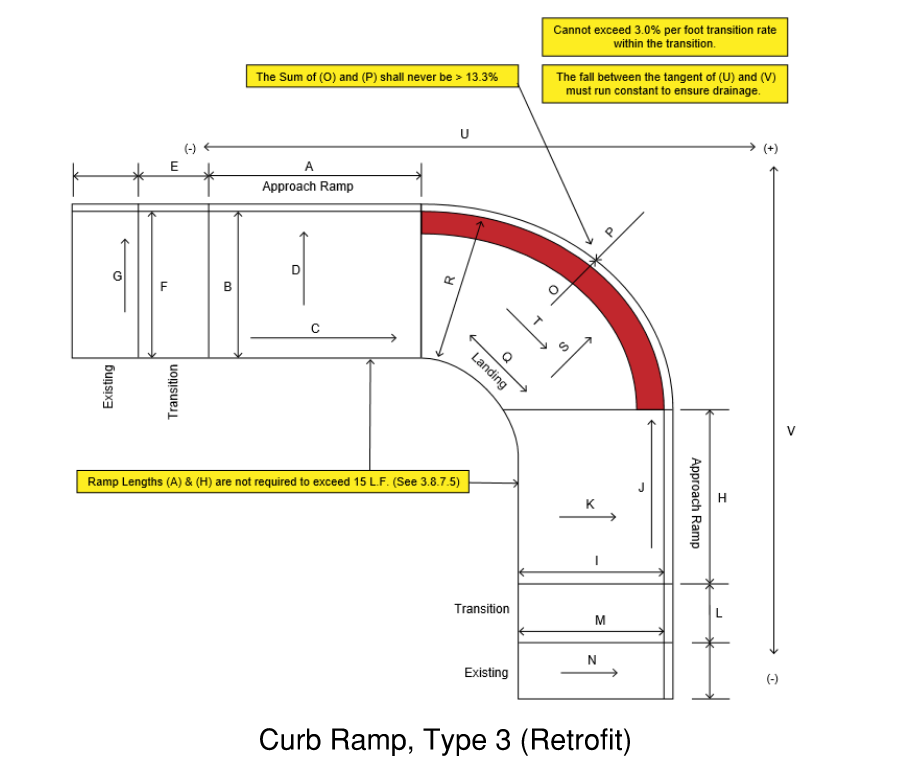 Cannot exceed 3.0% per foot transition rate
within the transition.
The Sum of (O) and (P) shall never be > 13.3%
The fall between the tangent of (U) and (V)
must run constant to ensure drainage.
U
(-)
(+)
E
A
Approach Ramp
P
G
F
B
D
R
O
C
T
S
Q
Landing
Existing
Transition
V
Ramp Lengths (A) & (H) are not required to exceed 15 L.F. (See 3.8.7.5)
J
K
Approach Ramp
H
I
Transition
M
L
Existing
N
(-)
Curb Ramp, Type 3 (Retrofit)